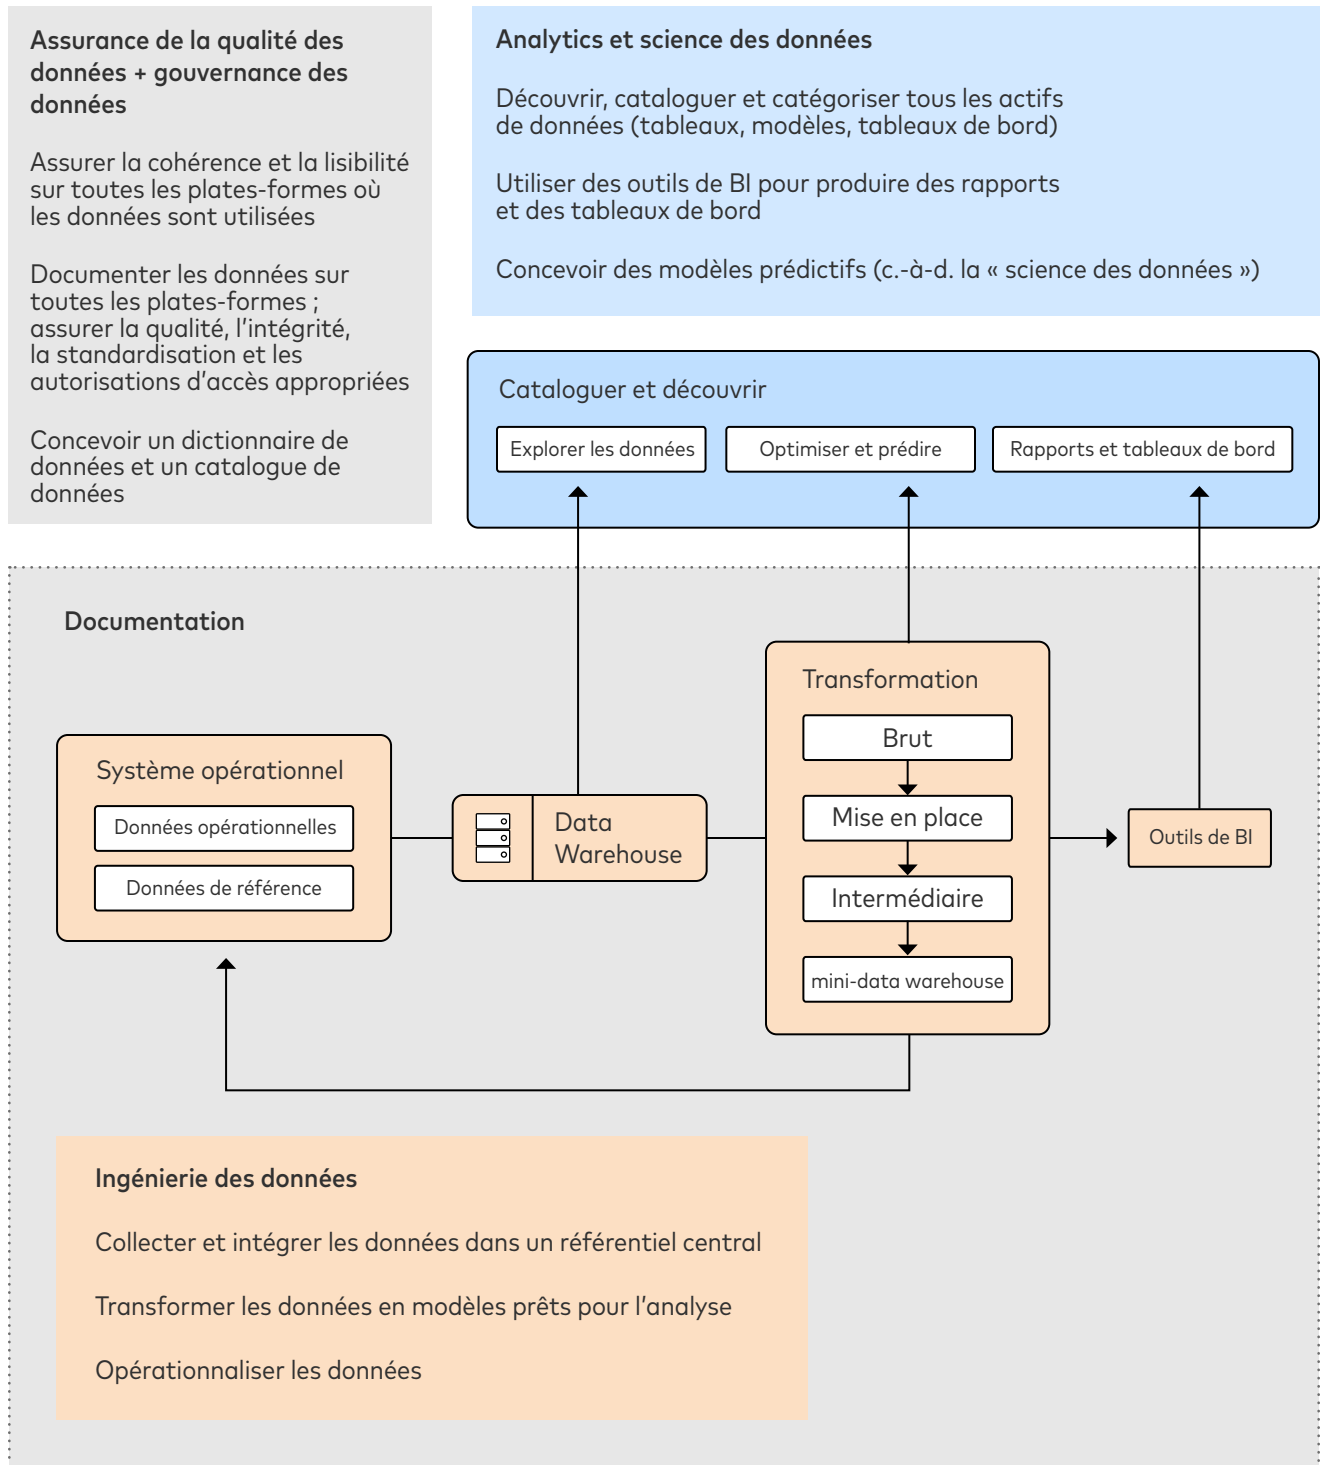 Assurance de la qualité des
données + gouvernance des
données
Assurer la cohérence et la lisibilité
sur toutes les plates-formes où
les données sont utilisées
Documenter les données sur
toutes les plates-formes ;
assurer la qualité, l'intégrité,
la standardisation et les
autorisations d'accès appropriées
Concevoir un dictionnaire de
données et un catalogue de
données
Analytics et science des données
Découvrir, cataloguer et catégoriser tous les actifs
de données (tableaux, modèles, tableaux de bord)
Utiliser des outils de BI pour produire des rapports
et des tableaux de bord
Concevoir des modèles prédictifs (c.-à-d. la « science des données »)
Cataloguer et découvrir
Explorer les données
Optimiser et prédire
Rapports et tableaux de bord
Documentation
Système opérationnel
Données opérationnelles
Données de référence
Data
Warehouse
Transformation
Brut
Mise en place
Intermédiaire
mini-data warehouse
Outils de BI
Ingénierie des données
Collecter et intégrer les données dans un référentiel central
Transformer les données en modèles prêts pour l'analyse
Opérationnaliser les données